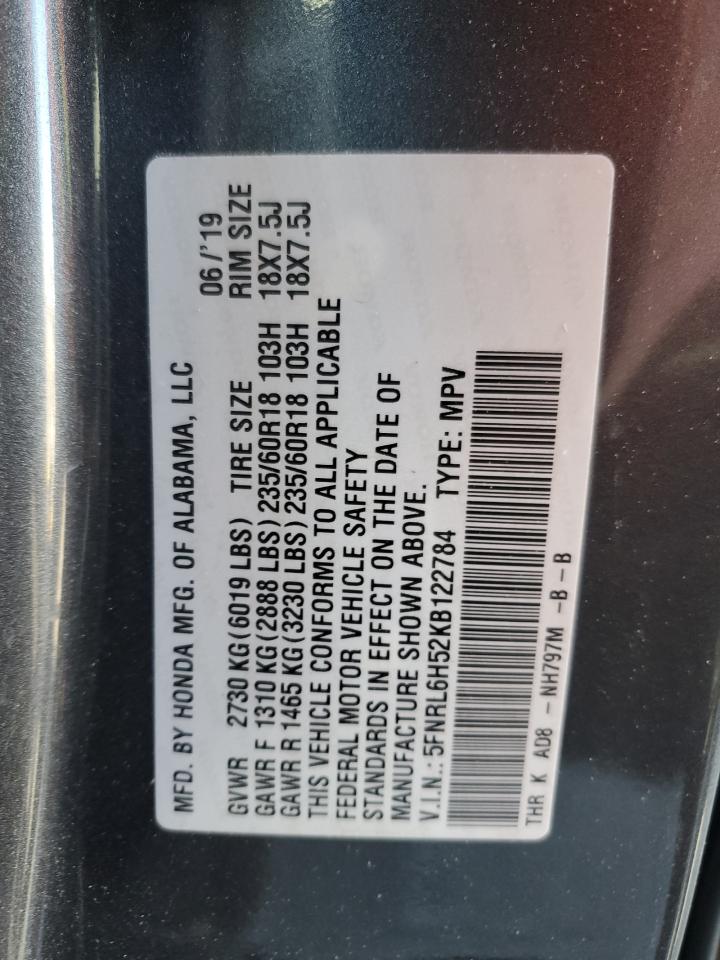 MFD. BY HONDA MFG. OF ALABAMA, LLC 06/'19
GVWR 2730 KG(6019 LBS) TIRE SIZE RIM SIZE
GAWR F 1310 KG(2888 LBS) 235/60R18 103H 18X7.5J
GAWR R 1465 KG(3230 LBS) 235/60R18 103H 18X7.5J
THIS VEHICLE CONFORMS TO ALL APPLICABLE
FEDERAL MOTOR VEHICLE SAFETY
STANDARDS IN EFFECT ON THE DATE OF
MANUFACTURE SHOWN ABOVE.
V.I.N.: 5FNRL6H52KB122784 TYPE: MPV
THR K AD8 - NH797M -B -B